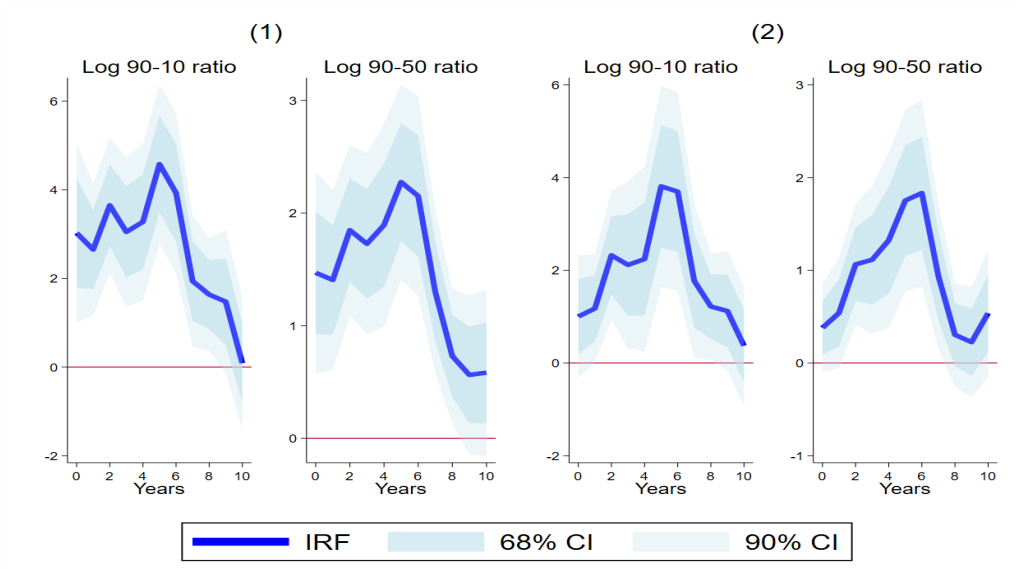 (1) (2)
Log 90-10 ratio Log 90-50 ratio Log 90-10 ratio Log 90-50 ratio
6 3 6 3
4 2 4 2
2 1 2 1
0 0 0 0
-2 -2 -1
0 2 4 6 8 10 0 2 4 6 8 10 0 2 4 6 8 10 0 2 4 6 8 10
Years Years Years Years
IRF 68% CI 90% CI